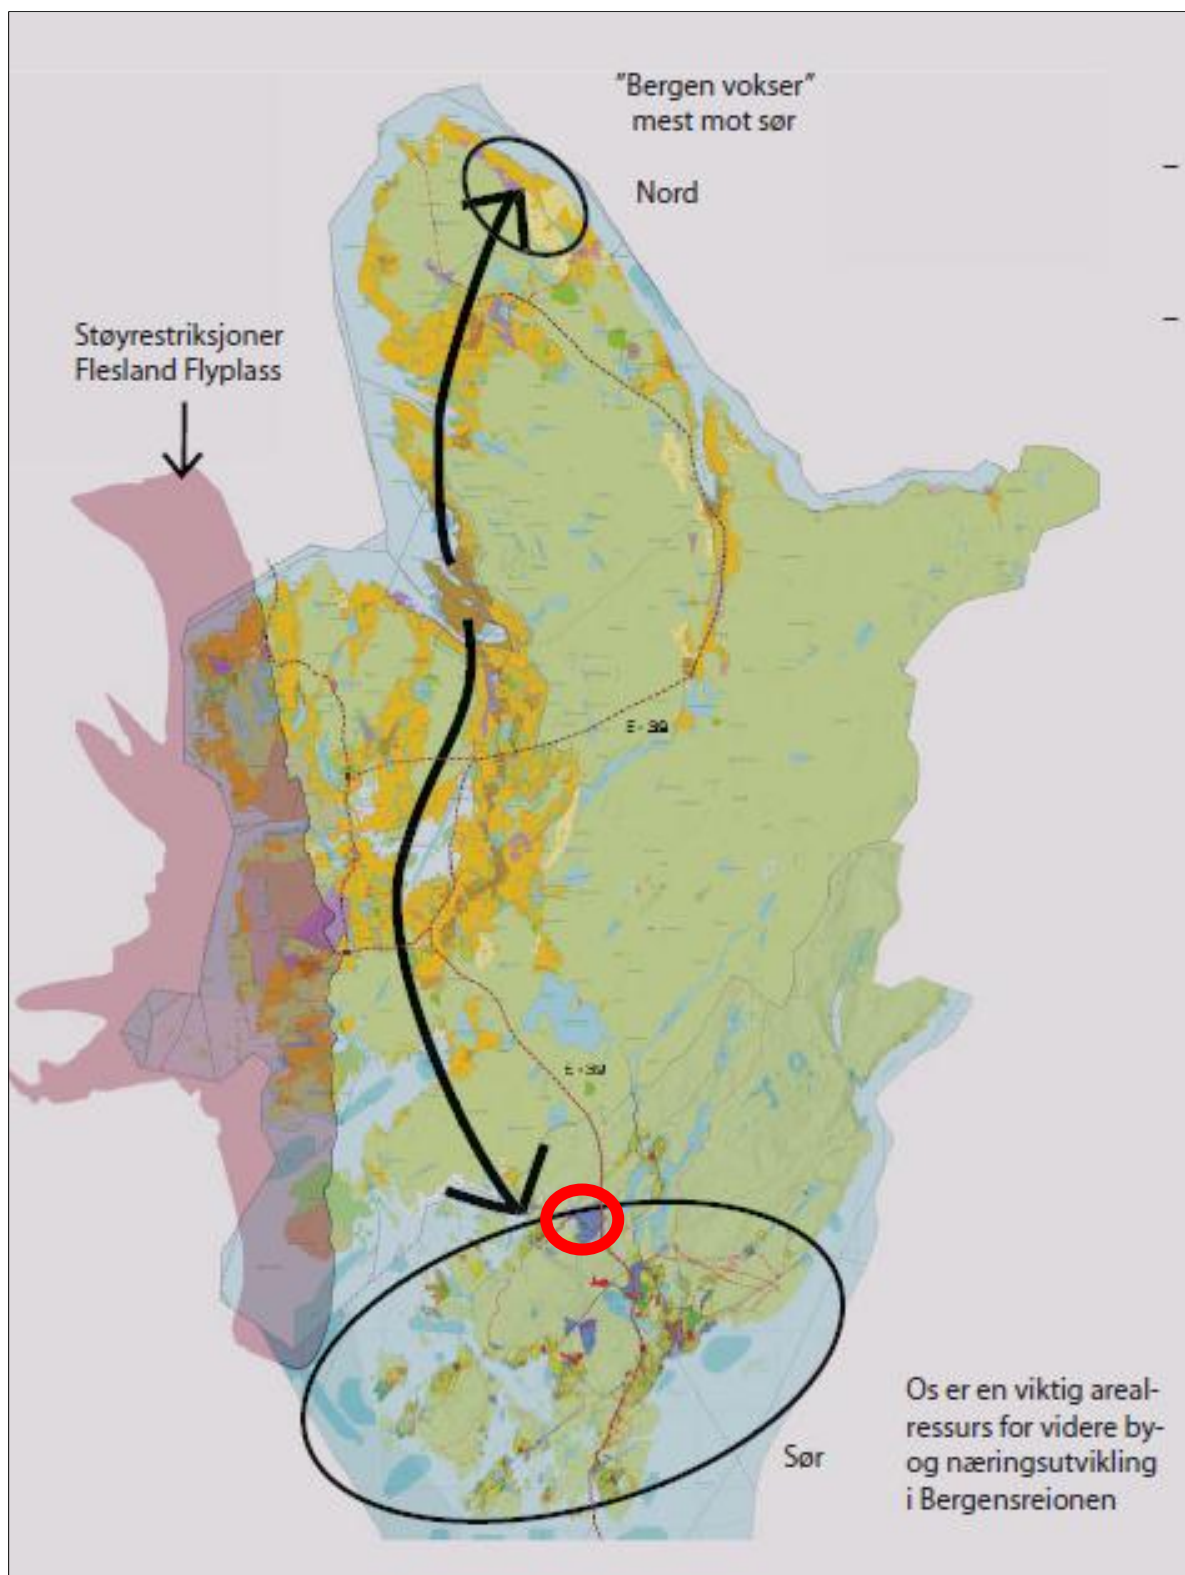 "Bergen vokser"
mest mot sør
Nord
Støyrestriksjoner
Flesland Flyplass
E - 39
E - 39
Sør
Os er en viktig areal-
ressurs for videre by-
og næringsutvikling
i Bergensreionen